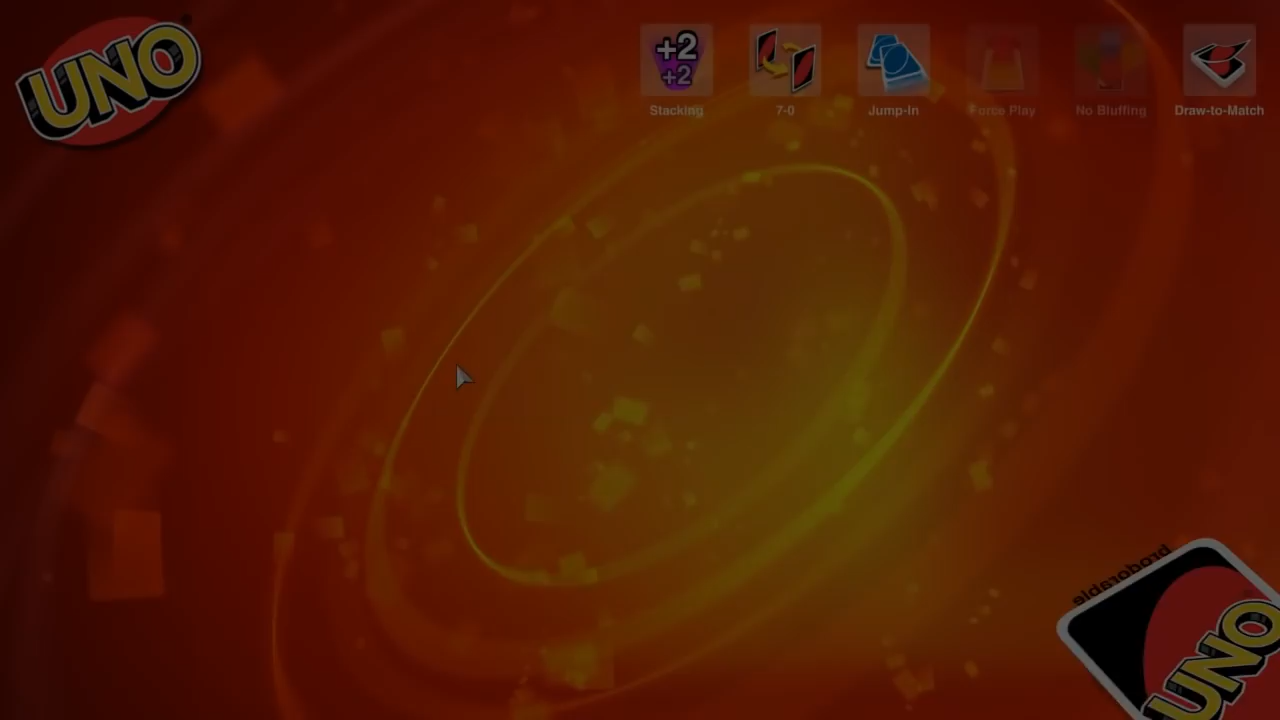 UNO
+2
+2
Stacking
7-0
Jump-In
Force Play
No Bluffing
Draw-to-Match
brodorable
UNO